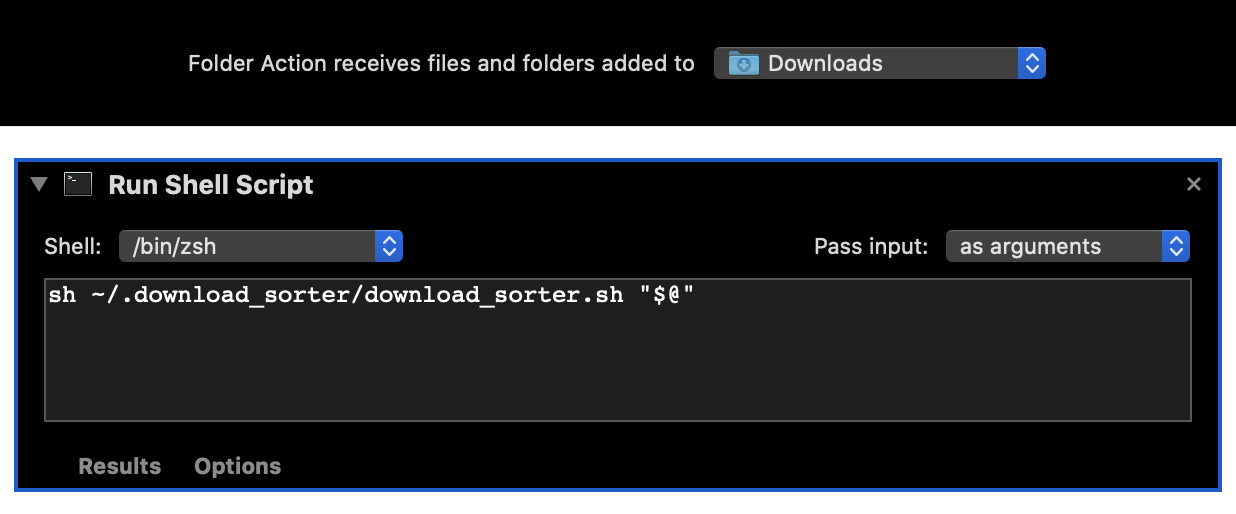 Folder Action receives files and folders added to Downloads
Run Shell Script
Shell: /bin/zsh Pass input: as arguments
sh ~/.download_sorter/download_sorter.sh "$@"
Results Options